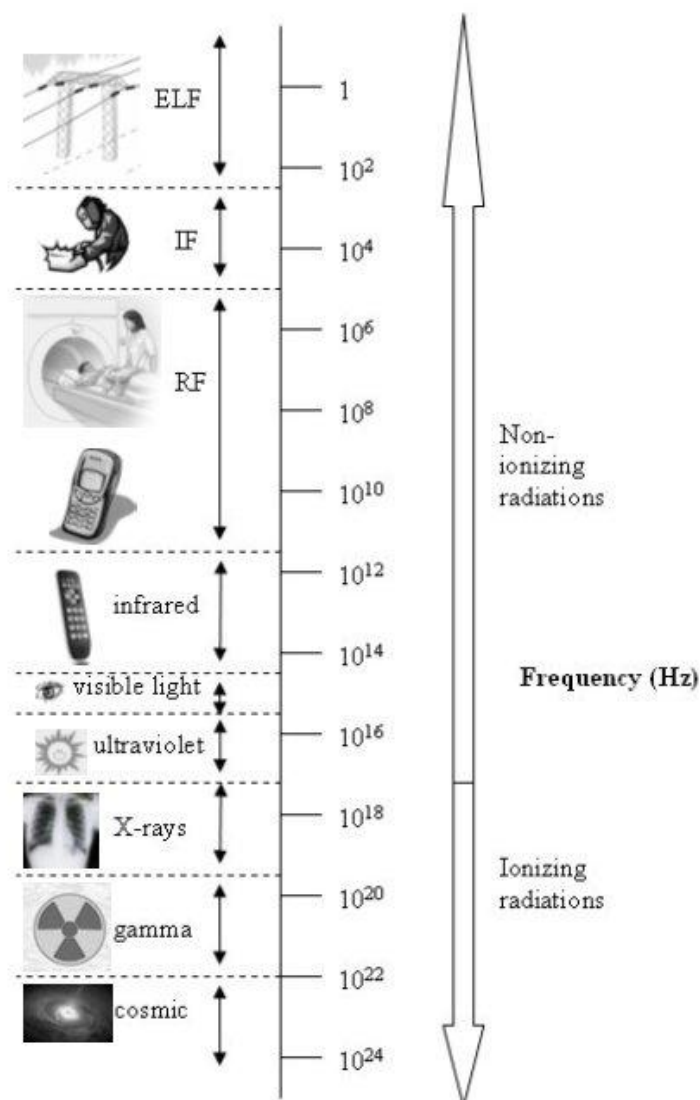 ELF
1
10²
IF
10⁴
RF
10⁶
10⁸
10¹⁰
Non-
ionizing
radiations
10¹²
infrared
10¹⁴
visible light
Frequency (Hz)
10¹⁶
ultraviolet
10¹⁸
X-rays
10²⁰
Ionizing
radiations
gamma
10²²
cosmic
10²⁴